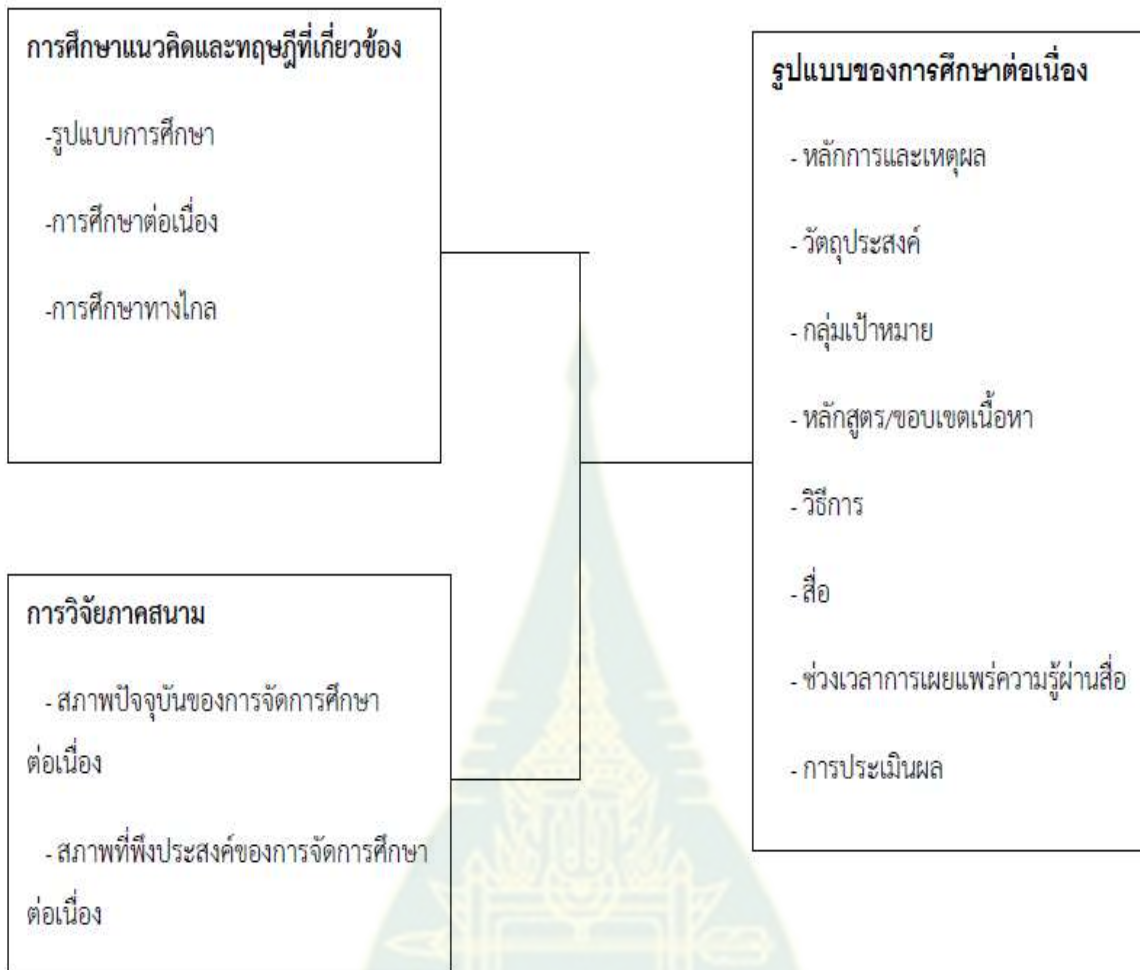 การศึกษาแนวคิดและทฤษฎีที่เกี่ยวข้อง
-รูปแบบการศึกษา
-การศึกษาต่อเนื่อง
-การศึกษาทางไกล
การวิจัยภาคสนาม
- สภาพปัจจุบันของการจัดการศึกษา
ต่อเนื่อง
- สภาพที่พึงประสงค์ของการจัดการศึกษา
ต่อเนื่อง
รูปแบบของการศึกษาต่อเนื่อง
- หลักการและเหตุผล
- วัตถุประสงค์
- กลุ่มเป้าหมาย
- หลักสูตร/ขอบเขตเนื้อหา
- วิธีการ
- สื่อ
- ช่วงเวลาการเผยแพร่ความรู้ผ่านสื่อ
- การประเมินผล